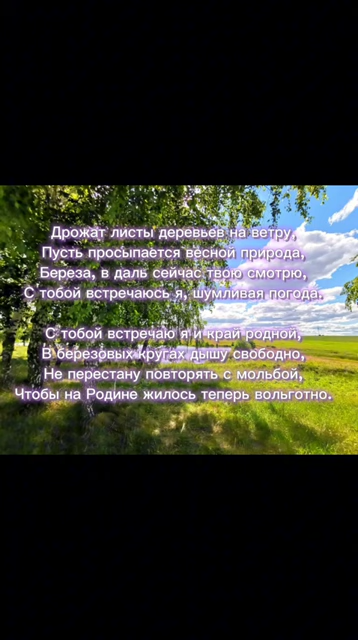 Дрожат листы деревьев на ветру,
Пусть просыпается весной природа,
Береза, в даль сейчас твою смотрю,
С тобой встречаюсь я, шумливая погода.
С тобой встречаю я и край родной,
В березовых кругах дышу свободно,
Не перестану повторять с мольбой,
Чтобы на Родине жилось теперь вольготно.